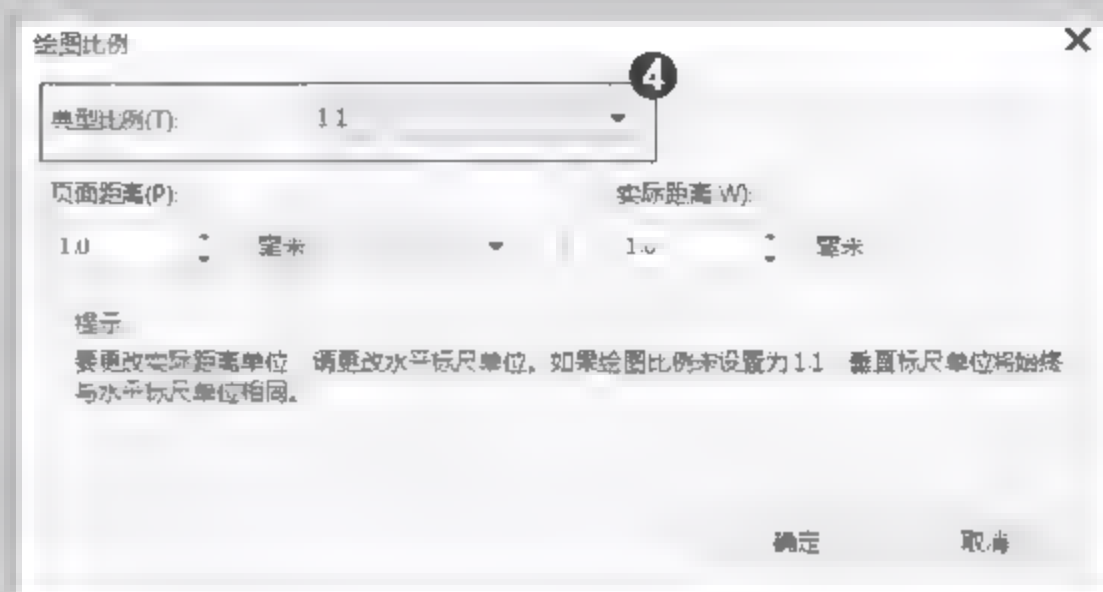 绘图比例
4
典型比例(T): 1:1
页面距离(P): 实际距离(W):
1.0 毫米 1.0 毫米
提示
要更改实际距离单位，请更改水平标尺单位，如果绘图比例未设置为1:1，垂直标尺单位将始终
与水平标尺单位相同。
确定 取消